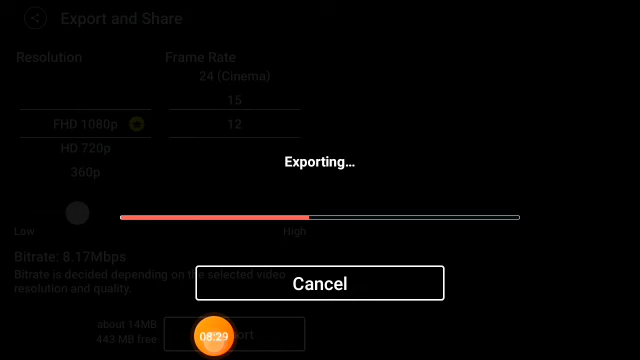 Export and Share
Resolution
Frame Rate
24 (Cinema)
15
FHD 1080p
12
HD 720p
Exporting...
360p
Low
High
Bitrate: 8.17Mbps
Bitrate is decided depending on the selected video
resolution and quality.
Cancel
about 14MB
443 MB free
08:29